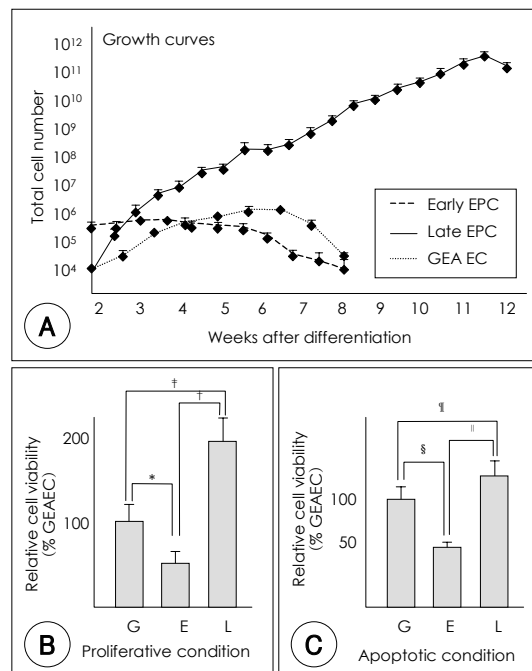 Growth curves
Total cell number
10¹²
10¹¹
10¹⁰
10⁹
10⁸
10⁷
10⁶
10⁵
10⁴
Early EPC
Late EPC
GEA EC
2 3 4 5 6 7 8 9 10 11 12
Weeks after differentiation
A
Relative cell viability
(% GEAEC)
200
100
‡
†
*
G E L
Proliferative condition
B
Relative cell viability
(% GEAEC)
100
50
¶
॥
§
G E L
Apoptotic condition
C